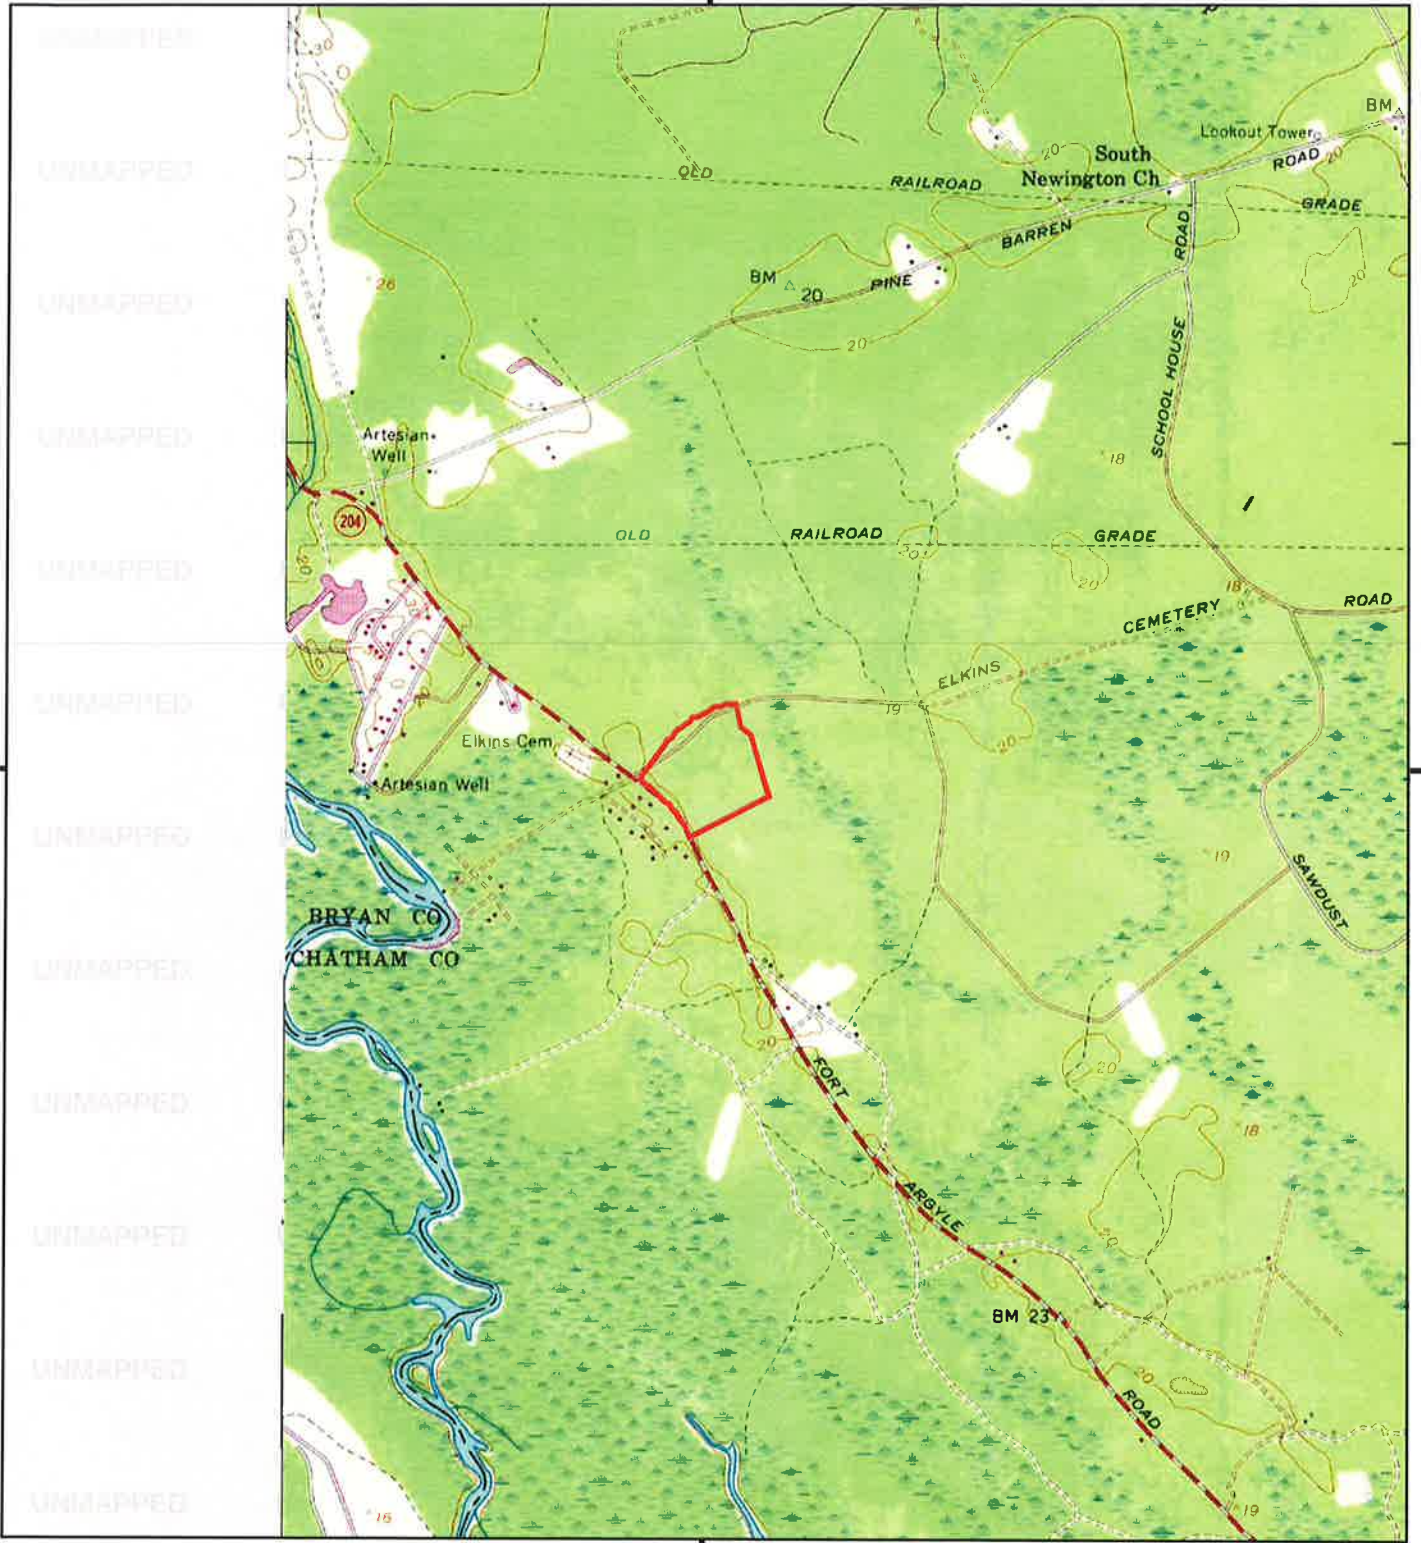 UNMAPPED
30
BM
Lookout Tower
20
ROAD
20
South
Newington Ch
UNMAPPED
OLD
RAILROAD
GRADE
ROAD
BARREN
26
BM
20
PINE
20
UNMAPPED
20
SCHOOL HOUSE
Artesian
Well
UNMAPPED
18
204
OLD
RAILROAD
GRADE
20
20
UNMAPPED
18
CEMETERY
ROAD
ELKINS
UNMAPPED
19
20
Elkins Cem
Artesian Well
UNMAPPED
19
SAWDUST
BRYAN CO
CHATHAM CO
UNMAPPED
20
FORT
20
UNMAPPED
18
ARGYLE
20
UNMAPPED
BM 23
UNMAPPED
20
ROAD
UNMAPPED
16
19